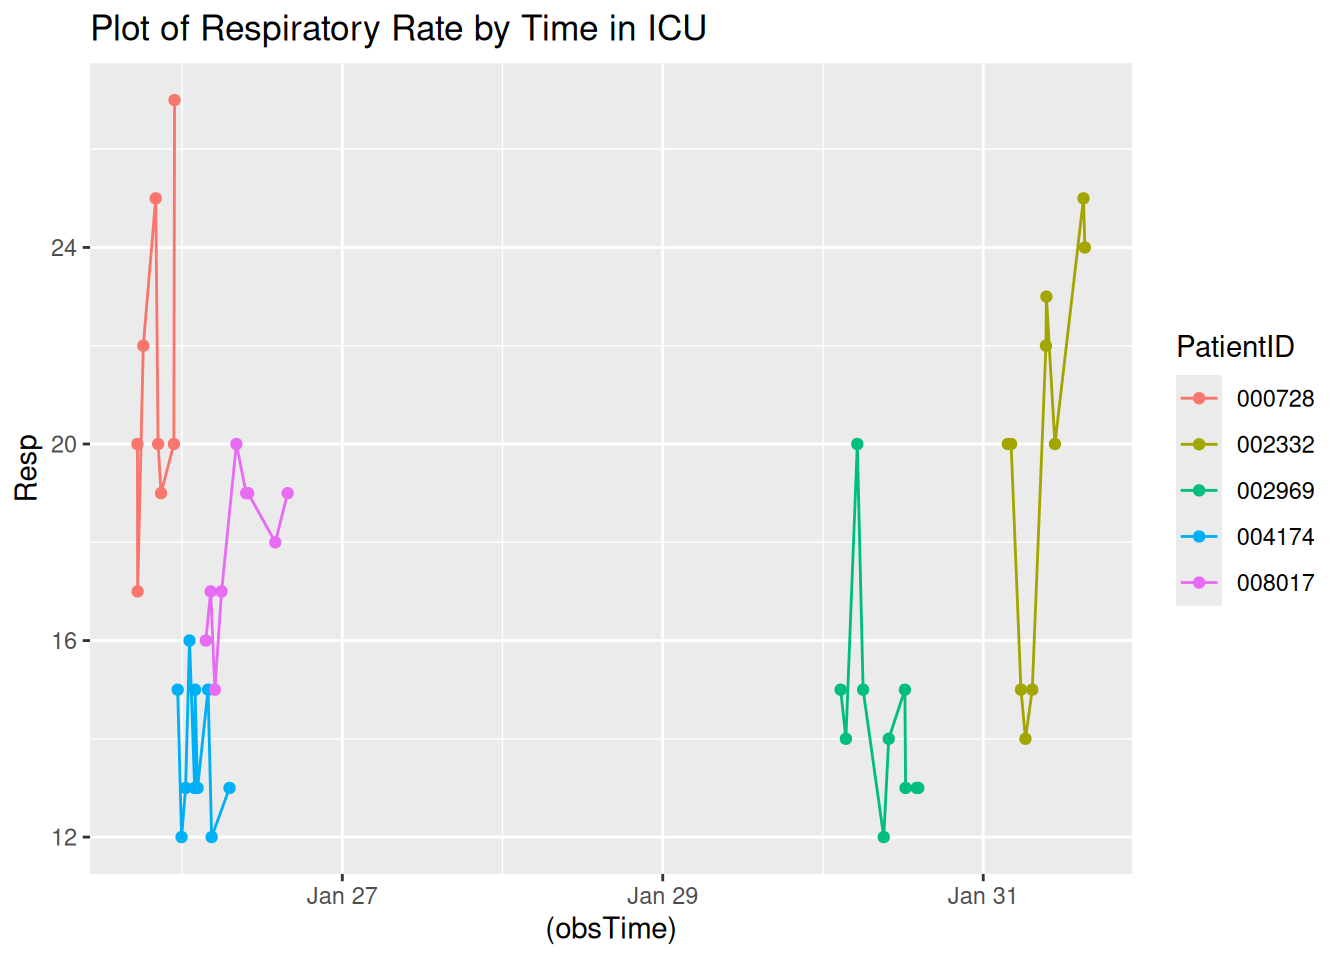 Plot of Respiratory Rate by Time in ICU
24
20
16
12
Resp
Jan 27
Jan 29
Jan 31
(obsTime)
PatientID
000728
002332
002969
004174
008017